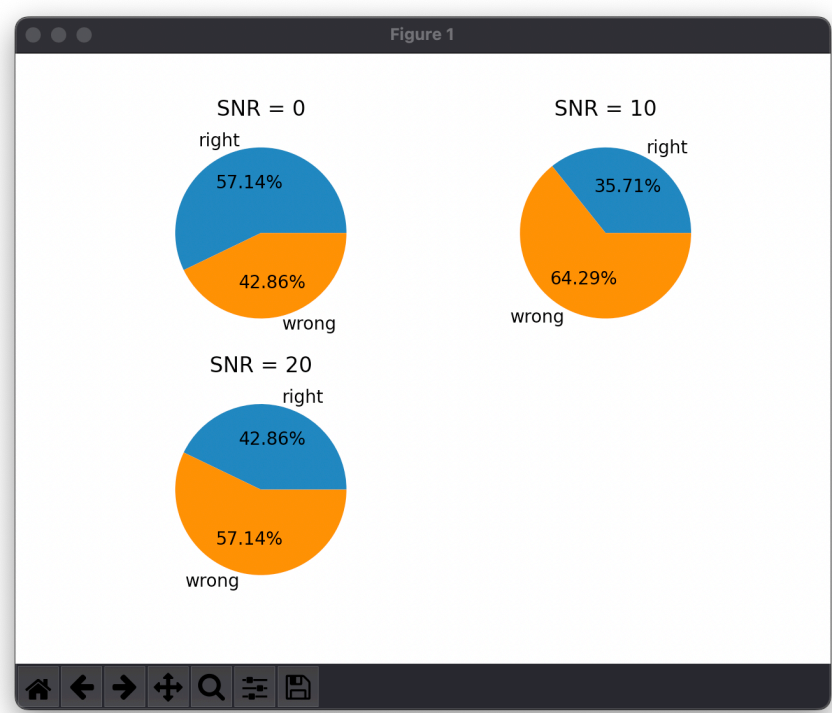 Figure 1
SNR = 0
right
57.14%
42.86%
wrong
SNR = 10
right
35.71%
64.29%
wrong
SNR = 20
right
42.86%
57.14%
wrong